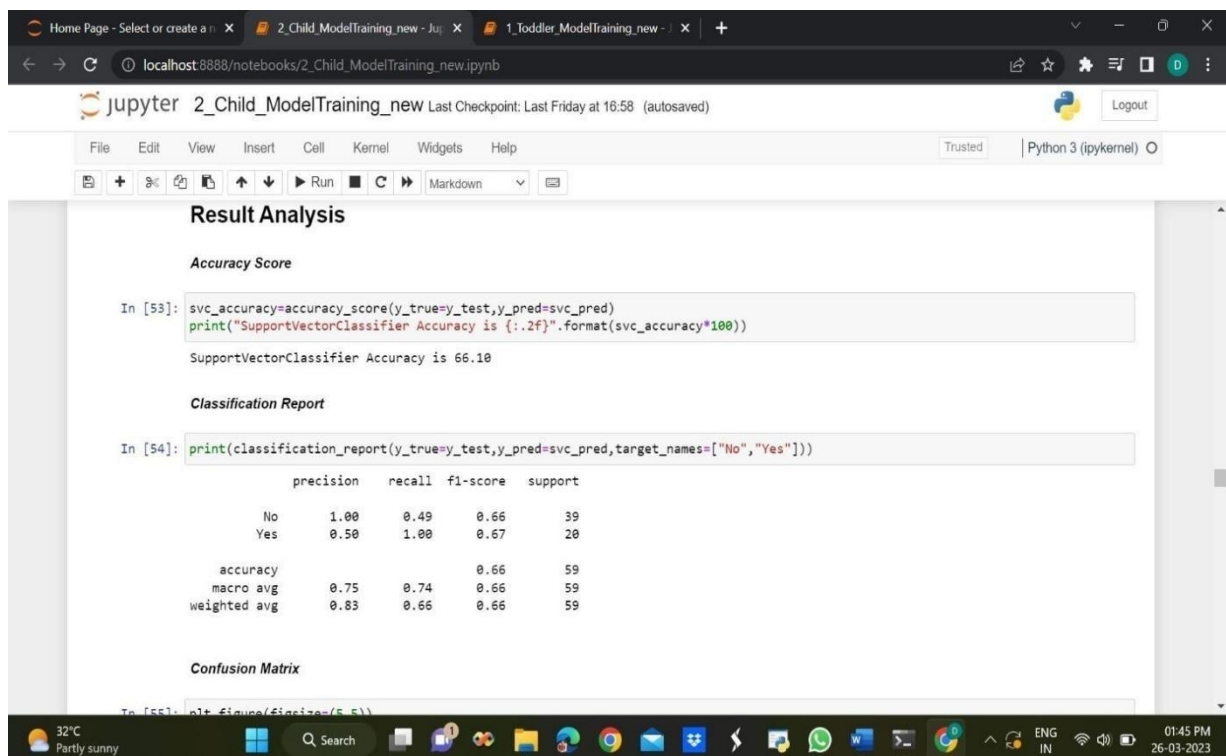 Home Page - Select or create a n
2_Child_ModelTraining_new - Jup
1_Toddler_ModelTraining_new - J
localhost:8888/notebooks/2_Child_ModelTraining_new.ipynb
D
jupyter 2_Child_ModelTraining_new Last Checkpoint: Last Friday at 16:58 (autosaved)
Logout
File Edit View Insert Cell Kernel Widgets Help
Trusted
Python 3 (ipykernel)
Run
Markdown
Result Analysis
Accuracy Score
In [53]: svc_accuracy=accuracy_score(y_true=y_test,y_pred=svc_pred)
print("SupportVectorClassifier Accuracy is {:.2f}".format(svc_accuracy*100))
SupportVectorClassifier Accuracy is 66.10
Classification Report
In [54]: print(classification_report(y_true=y_test,y_pred=svc_pred,target_names=["No","Yes"]))
precision recall f1-score support
No 1.00 0.49 0.66 39
Yes 0.50 1.00 0.67 20
accuracy 0.66 59
macro avg 0.75 0.74 0.66 59
weighted avg 0.83 0.66 0.66 59
Confusion Matrix
In [55]: plt.figure(figsize=(5,5))
32°C
Partly sunny
Search
ENG
IN
01:45 PM
26-03-2023